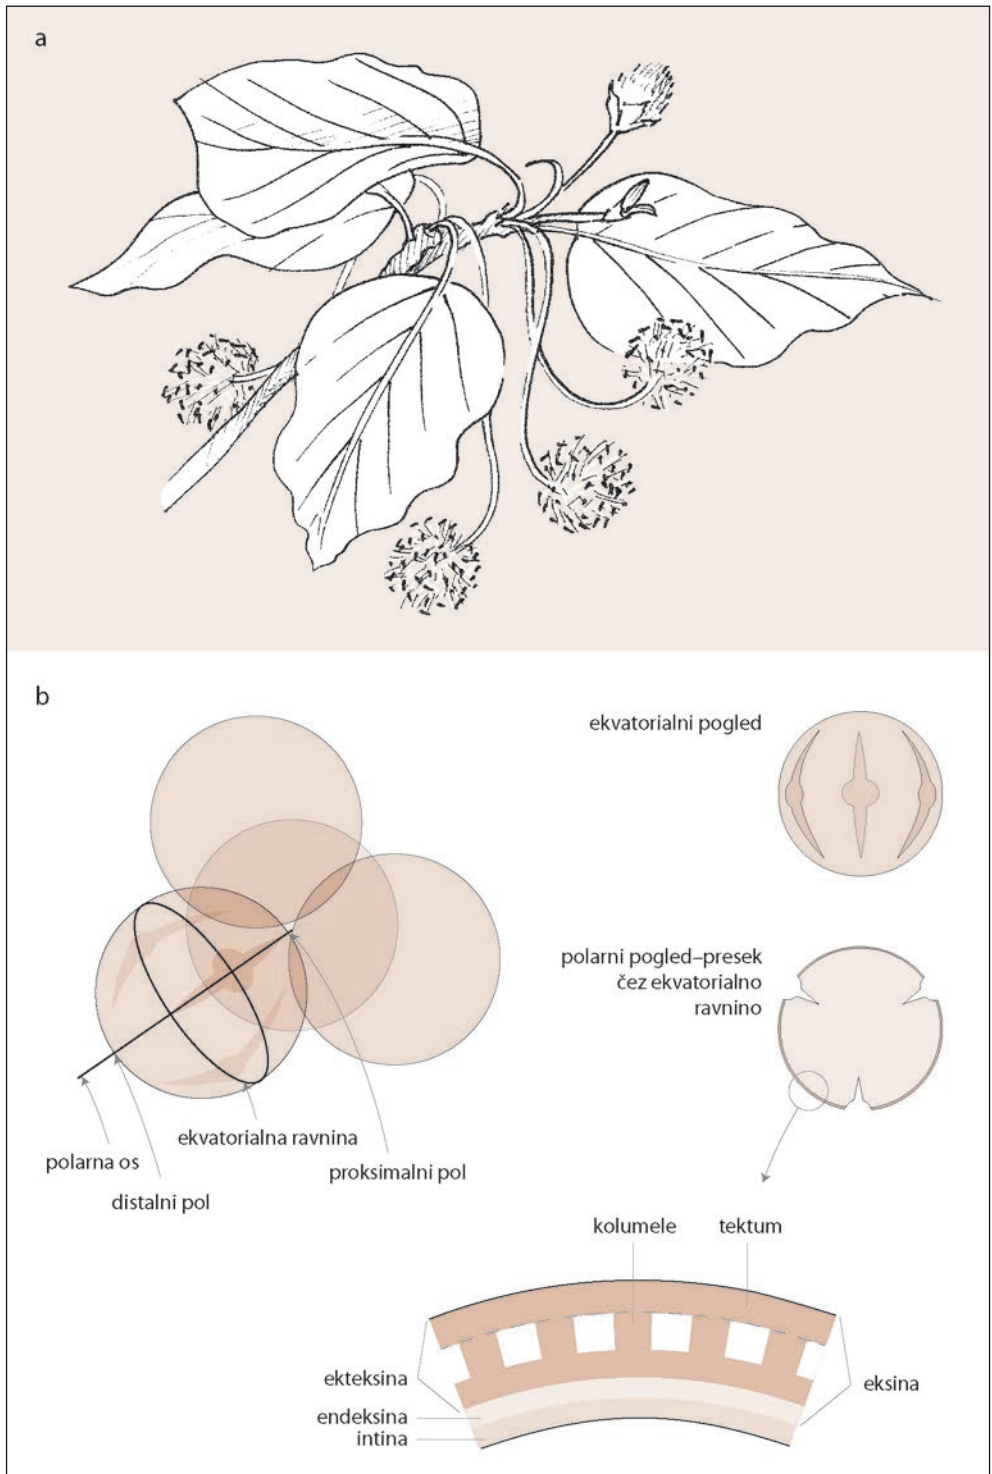 a
b
ekvatorialni pogled
polarni pogled–presek
čez ekvatorialno
ravnino
ekvatorialna ravnina
polarna os
proksimalni pol
distalni pol
kolumele
tektum
ekteksina
eksina
endeksina
intina